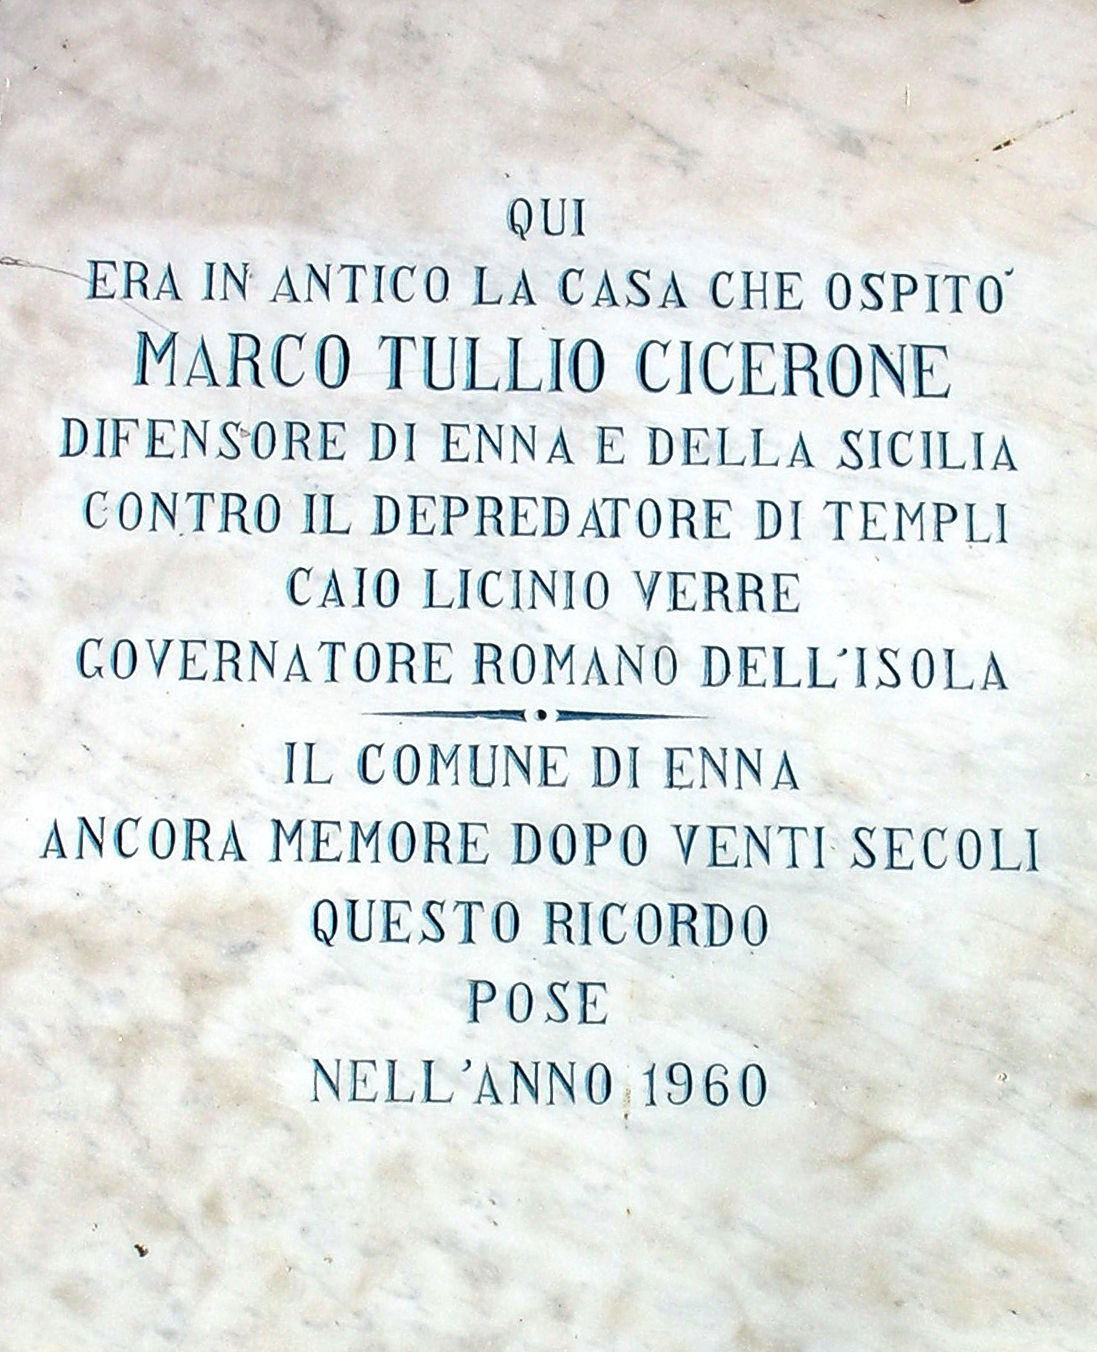 QUI
ERA IN ANTICO LA CASA CHE OSPITO'
MARCO TULLIO CICERONE
DIFENSORE DI ENNA E DELLA SICILIA
CONTRO IL DEPREDATORE DI TEMPLI
CAIO LICINIO VERRE
GOVERNATORE ROMANO DELL'ISOLA
IL COMUNE DI ENNA
ANCORA MEMORE DOPO VENTI SECOLI
QUESTO RICORDO
POSE
NELL'ANNO 1960